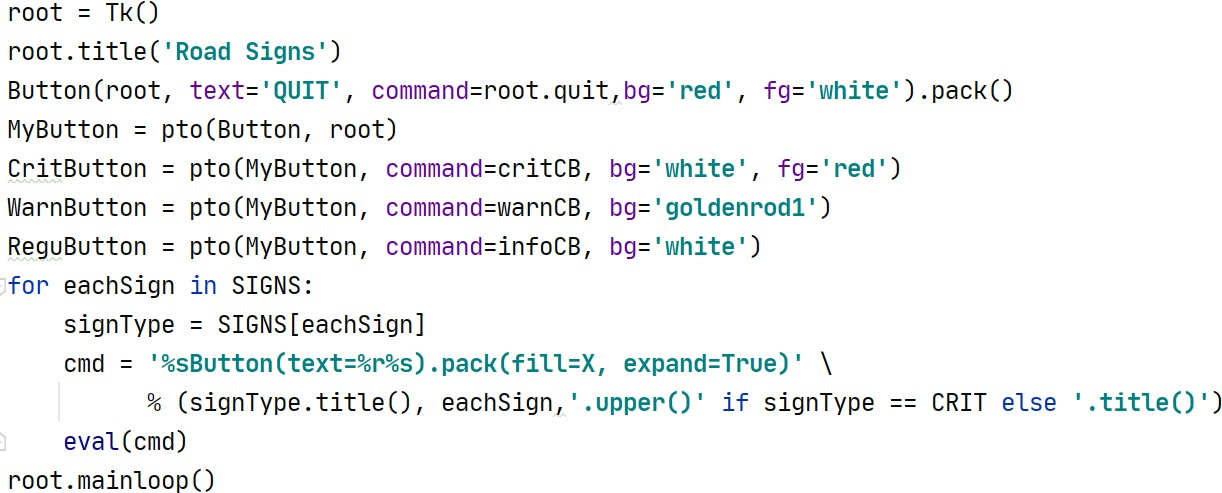 root = Tk()
root.title('Road Signs')
Button(root, text='QUIT', command=root.quit,bg='red', fg='white').pack()
MyButton = pto(Button, root)
CritButton = pto(MyButton, command=critCB, bg='white', fg='red')
WarnButton = pto(MyButton, command=warnCB, bg='goldenrod1')
ReguButton = pto(MyButton, command=infoCB, bg='white')
for eachSign in SIGNS:
    signType = SIGNS[eachSign]
    cmd = '%sButton(text=%r%s).pack(fill=X, expand=True)' \
          % (signType.title(), eachSign,'.upper()' if signType == CRIT else '.title()')
    eval(cmd)
root.mainloop()